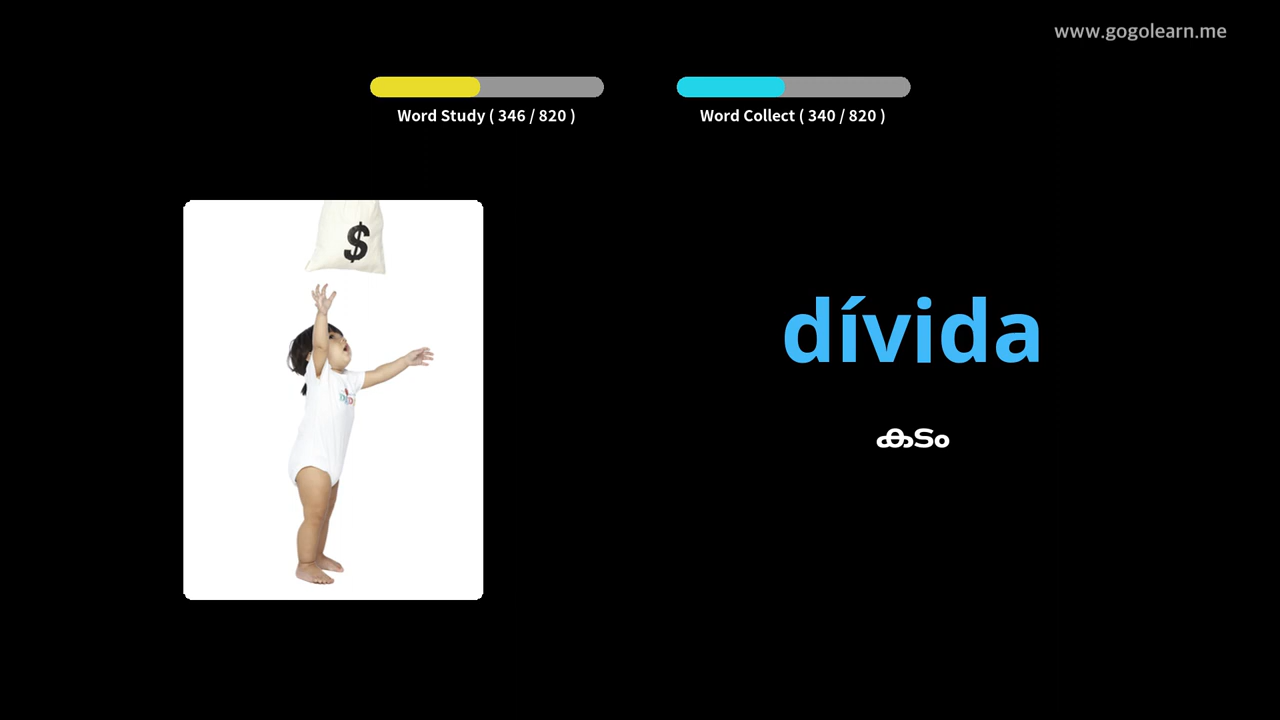 www.gogolearn.me
Word Study ( 346 / 820 )
Word Collect ( 340 / 820 )
$
dívida
കടം